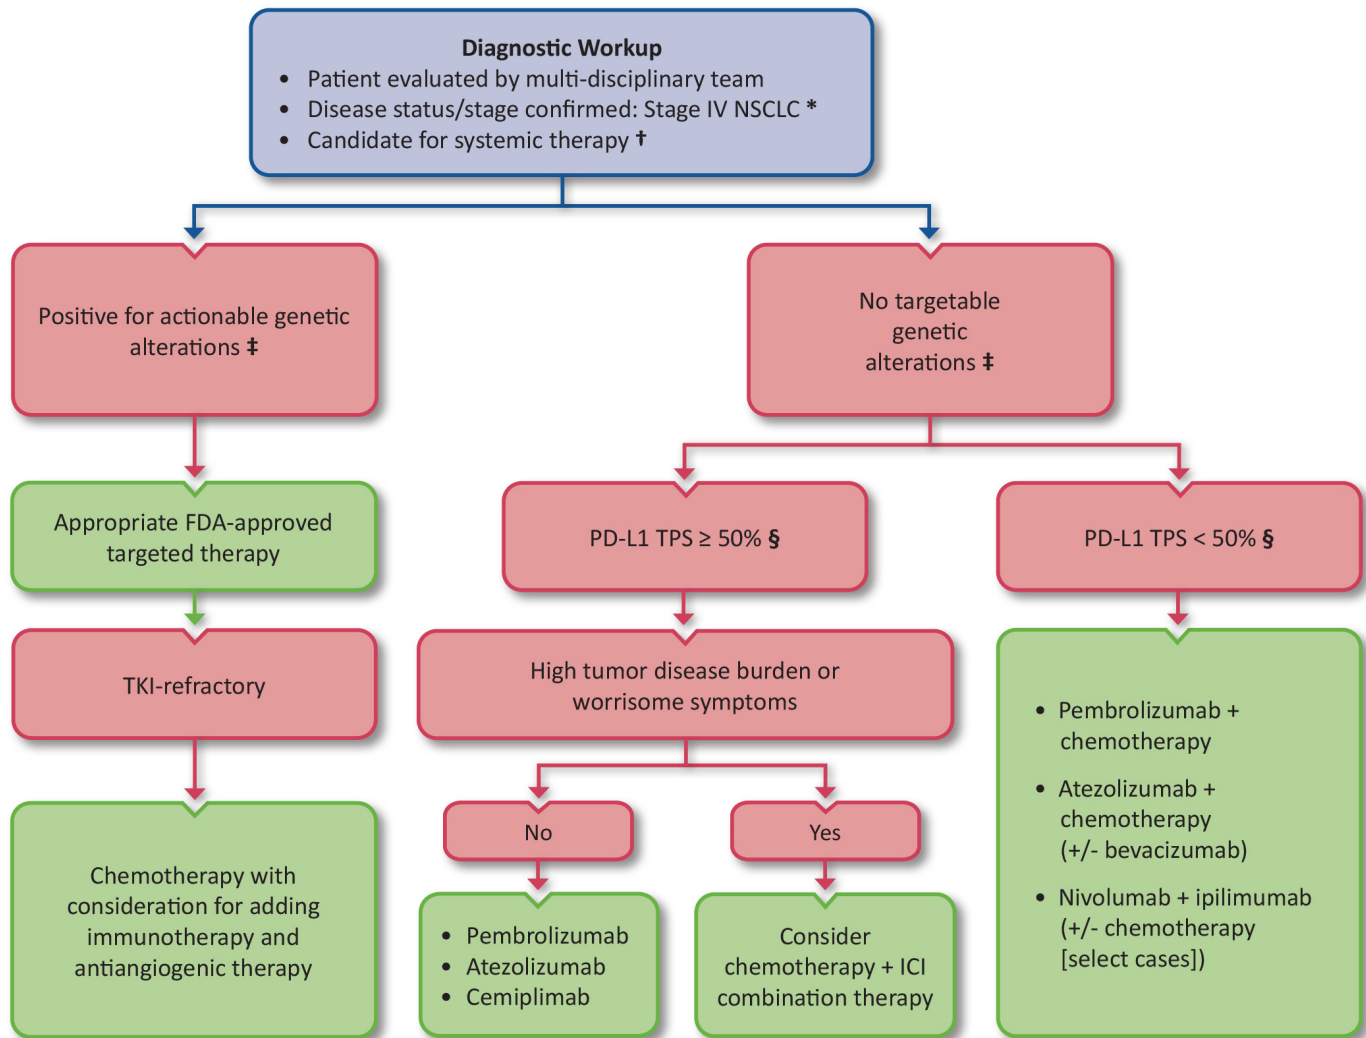 Diagnostic Workup
• Patient evaluated by multi-disciplinary team
• Disease status/stage confirmed: Stage IV NSCLC *
• Candidate for systemic therapy †
Positive for actionable genetic
alterations ‡
No targetable
genetic
alterations ‡
Appropriate FDA-approved
targeted therapy
PD-L1 TPS ≥ 50% §
PD-L1 TPS < 50% §
TKI-refractory
High tumor disease burden or
worrisome symptoms
No
Yes
Chemotherapy with
consideration for adding
immunotherapy and
antiangiogenic therapy
• Pembrolizumab
• Atezolizumab
• Cemiplimab
Consider
chemotherapy + ICI
combination therapy
• Pembrolizumab +
chemotherapy
• Atezolizumab +
chemotherapy
(+/- bevacizumab)
• Nivolumab + ipilimumab
(+/- chemotherapy
[select cases])